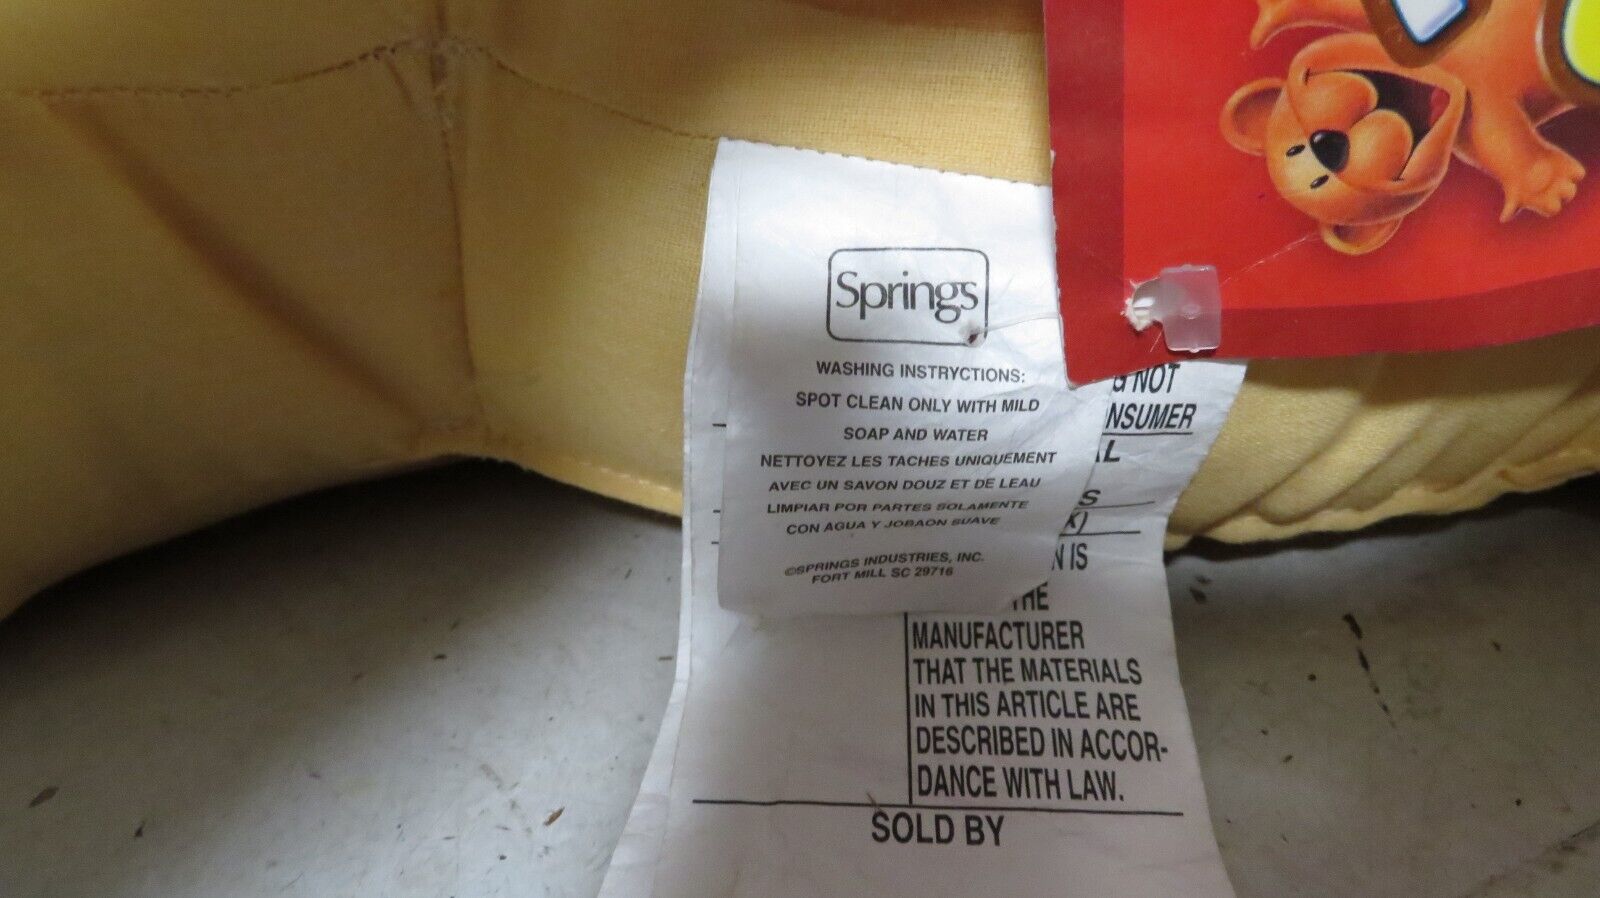 Springs
WASHING INSTRYCTIONS:
SPOT CLEAN ONLY WITH MILD
SOAP AND WATER
NETTOYEZ LES TACHES UNIQUEMENT
AVEC UN SAVON DOUZ ET DE LEAU
LIMPIAR POR PARTES SOLAMENTE
CON AGUA Y JOBAON SUAVE
©SPRINGS INDUSTRIES, INC.
FORT MILL SC 29716
G NOT
NSUMER
AL
S
X)
N IS
THE
MANUFACTURER
THAT THE MATERIALS
IN THIS ARTICLE ARE
DESCRIBED IN ACCOR-
DANCE WITH LAW.
SOLD BY